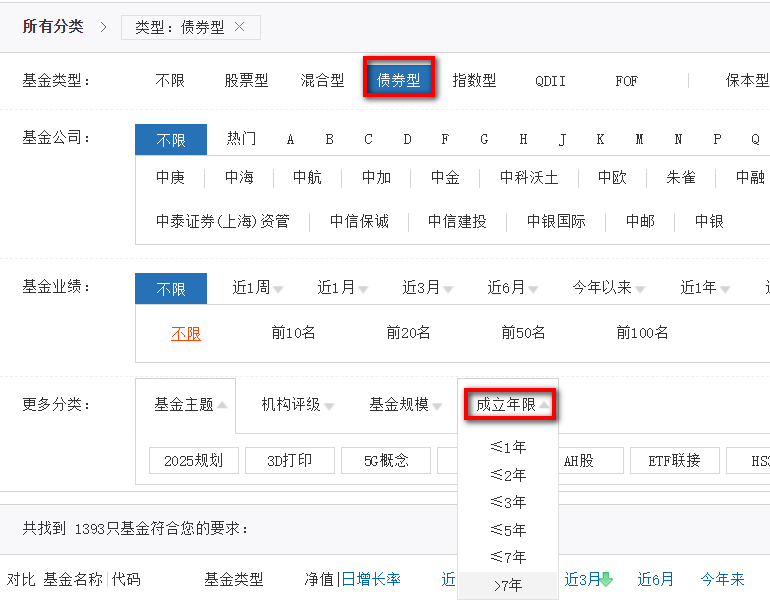 所有分类 > 类型：债券型 ×
基金类型： 不限 股票型 混合型 债券型 指数型 QDII FOF 保本型
基金公司： 不限 热门 A B C D F G H J K M N P Q
中庚 中海 中航 中加 中金 中科沃土 中欧 朱雀 中融
中泰证券(上海)资管 中信保诚 中信建投 中银国际 中邮 中银
基金业绩： 不限 近1周 近1月 近3月 近6月 今年以来 近1年
不限 前10名 前20名 前50名 前100名
更多分类： 基金主题 机构评级 基金规模 成立年限
2025规划 3D打印 5G概念 AH股 ETF联接 HS3
≤1年
≤2年
≤3年
≤5年
≤7年
>7年
共找到 1393只基金符合您的要求：
对比 基金名称|代码 基金类型 净值|日增长率 近 近3月 近6月 今年来